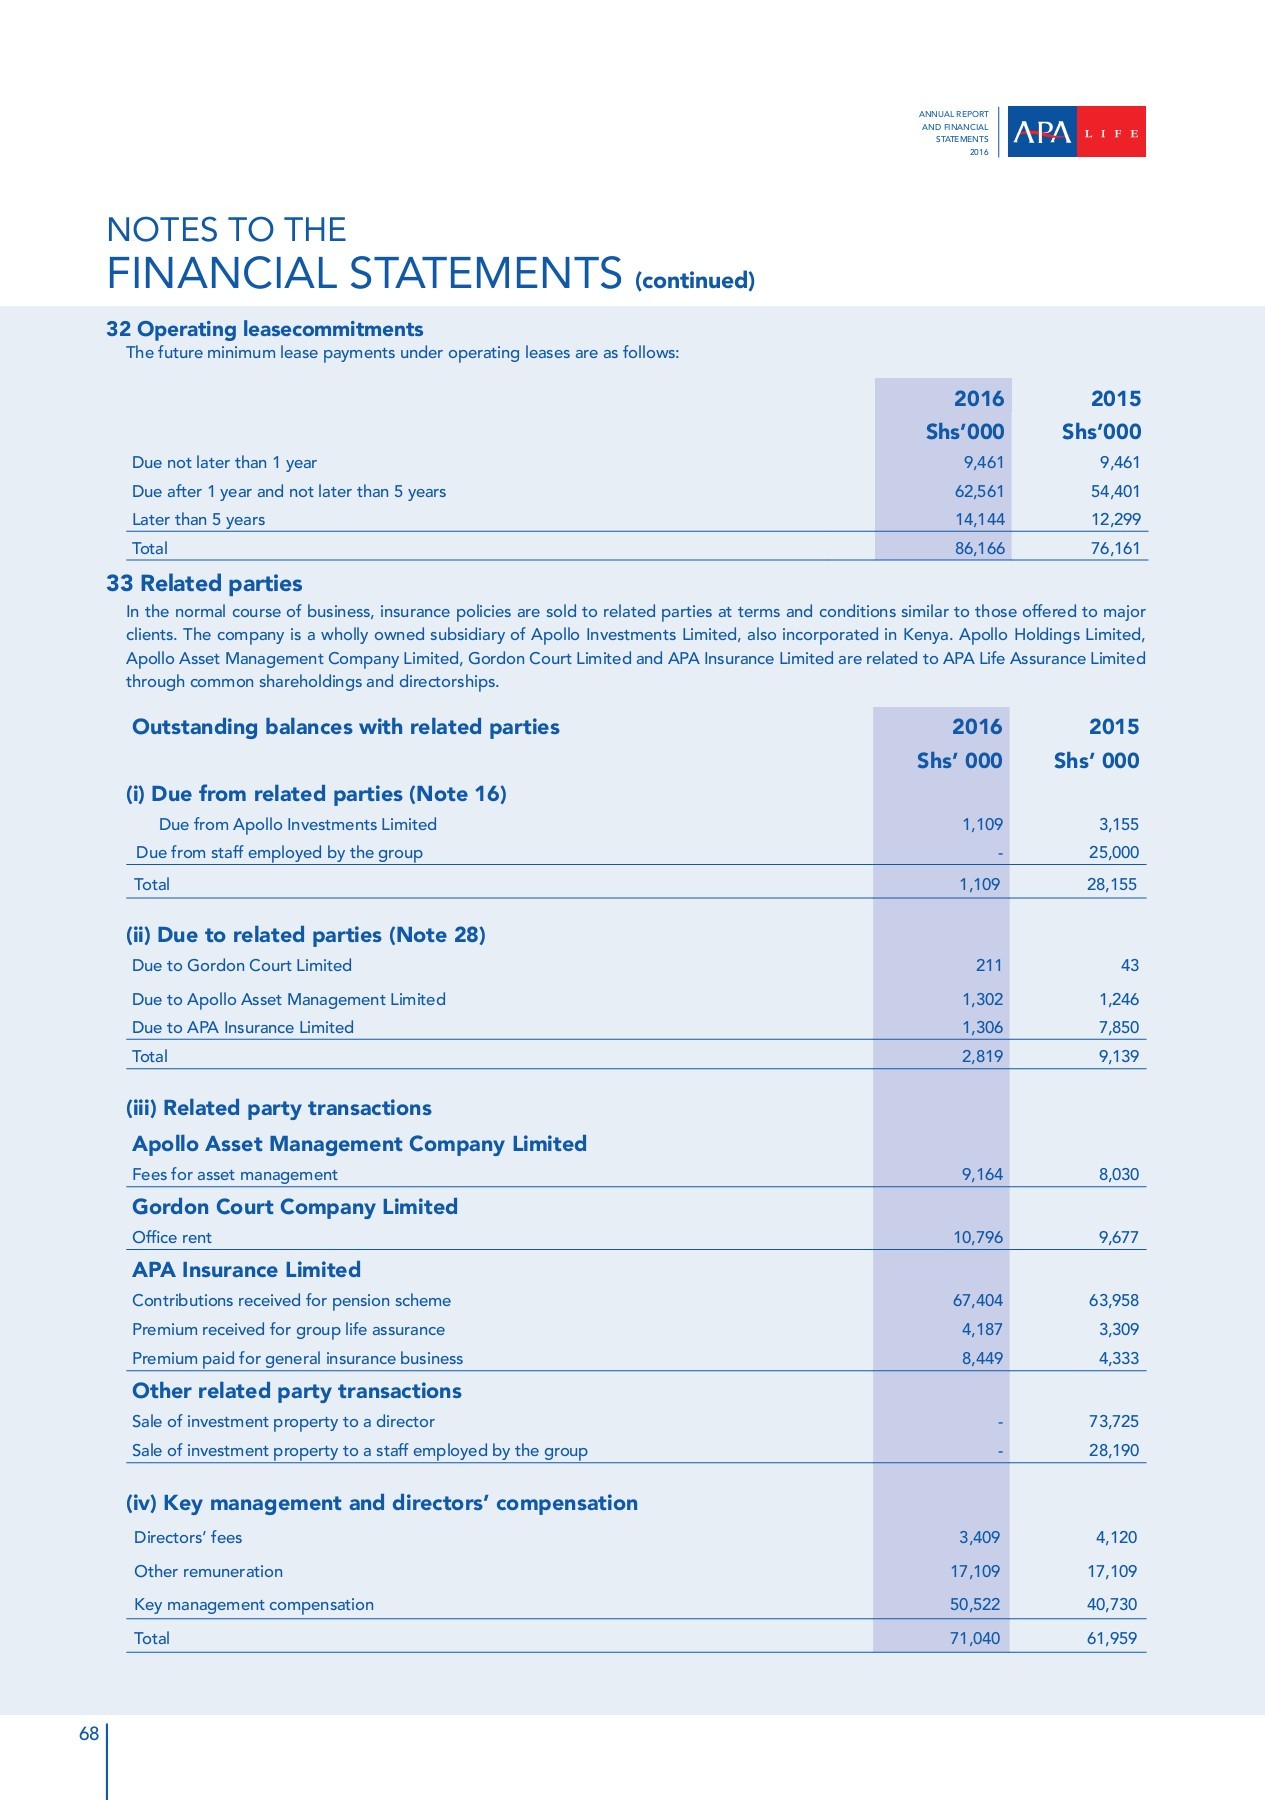 ANNUAL REPORT
AND FINANCIAL
STATEMENTS
2016
APA LIFE
NOTES TO THE
FINANCIAL STATEMENTS (continued)
32 Operating leasecommitments
The future minimum lease payments under operating leases are as follows:
2016 2015
Shs’000 Shs’000
Due not later than 1 year 9,461 9,461
Due after 1 year and not later than 5 years 62,561 54,401
Later than 5 years 14,144 12,299
Total 86,166 76,161
33 Related parties
In the normal course of business, insurance policies are sold to related parties at terms and conditions similar to those offered to major
clients. The company is a wholly owned subsidiary of Apollo Investments Limited, also incorporated in Kenya. Apollo Holdings Limited,
Apollo Asset Management Company Limited, Gordon Court Limited and APA Insurance Limited are related to APA Life Assurance Limited
through common shareholdings and directorships.
Outstanding balances with related parties 2016 2015
Shs’ 000 Shs’ 000
(i) Due from related parties (Note 16)
Due from Apollo Investments Limited 1,109 3,155
Due from staff employed by the group - 25,000
Total 1,109 28,155
(ii) Due to related parties (Note 28)
Due to Gordon Court Limited 211 43
Due to Apollo Asset Management Limited 1,302 1,246
Due to APA Insurance Limited 1,306 7,850
Total 2,819 9,139
(iii) Related party transactions
Apollo Asset Management Company Limited
Fees for asset management 9,164 8,030
Gordon Court Company Limited
Office rent 10,796 9,677
APA Insurance Limited
Contributions received for pension scheme 67,404 63,958
Premium received for group life assurance 4,187 3,309
Premium paid for general insurance business 8,449 4,333
Other related party transactions
Sale of investment property to a director - 73,725
Sale of investment property to a staff employed by the group - 28,190
(iv) Key management and directors’ compensation
Directors’ fees 3,409 4,120
Other remuneration 17,109 17,109
Key management compensation 50,522 40,730
Total 71,040 61,959
68